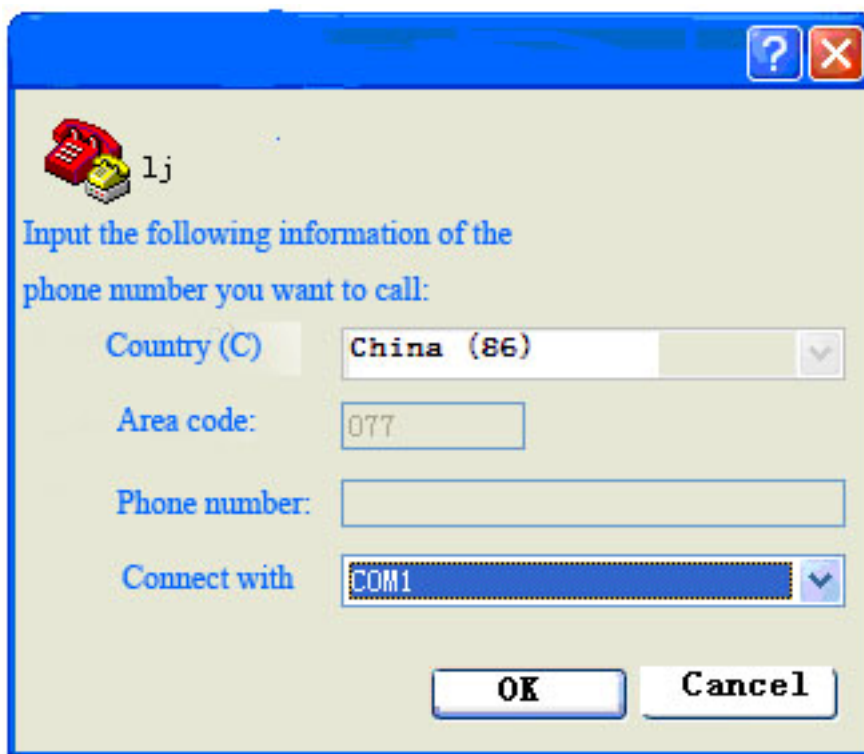 ?
lj
Input the following information of the
phone number you want to call:
Country (C)
China (86)
Area code:
077
Phone number:
Connect with
COM1
OK
Cancel